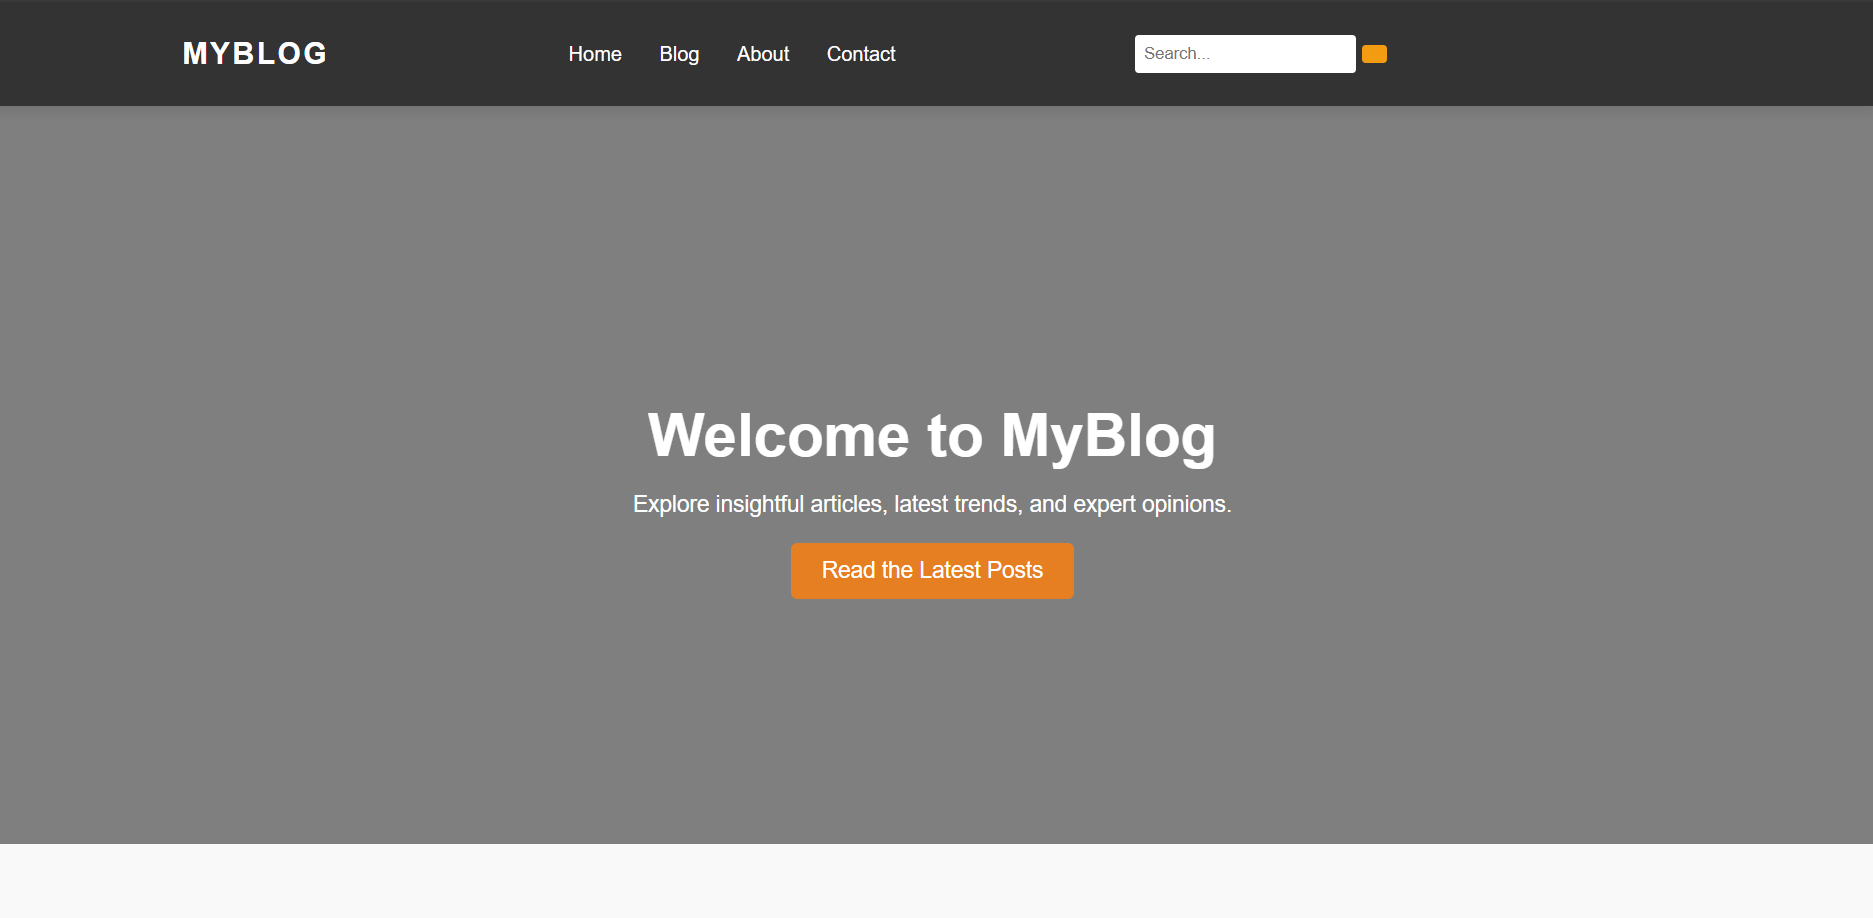 MYBLOG
Home Blog About Contact
Search...
Welcome to MyBlog
Explore insightful articles, latest trends, and expert opinions.
Read the Latest Posts